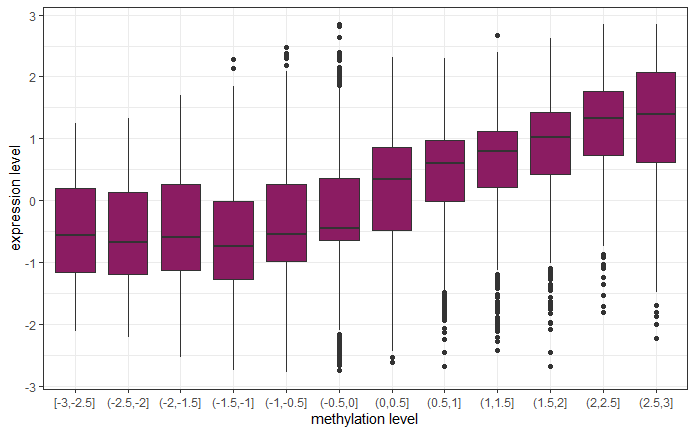 expression level
3
2
1
0
-1
-2
-3
[-3,-2.5] (-2.5,-2] (-2,-1.5] (-1.5,-1] (-1,-0.5] (-0.5,0] (0,0.5] (0.5,1] (1,1.5] (1.5,2] (2,2.5] (2.5,3]
methylation level